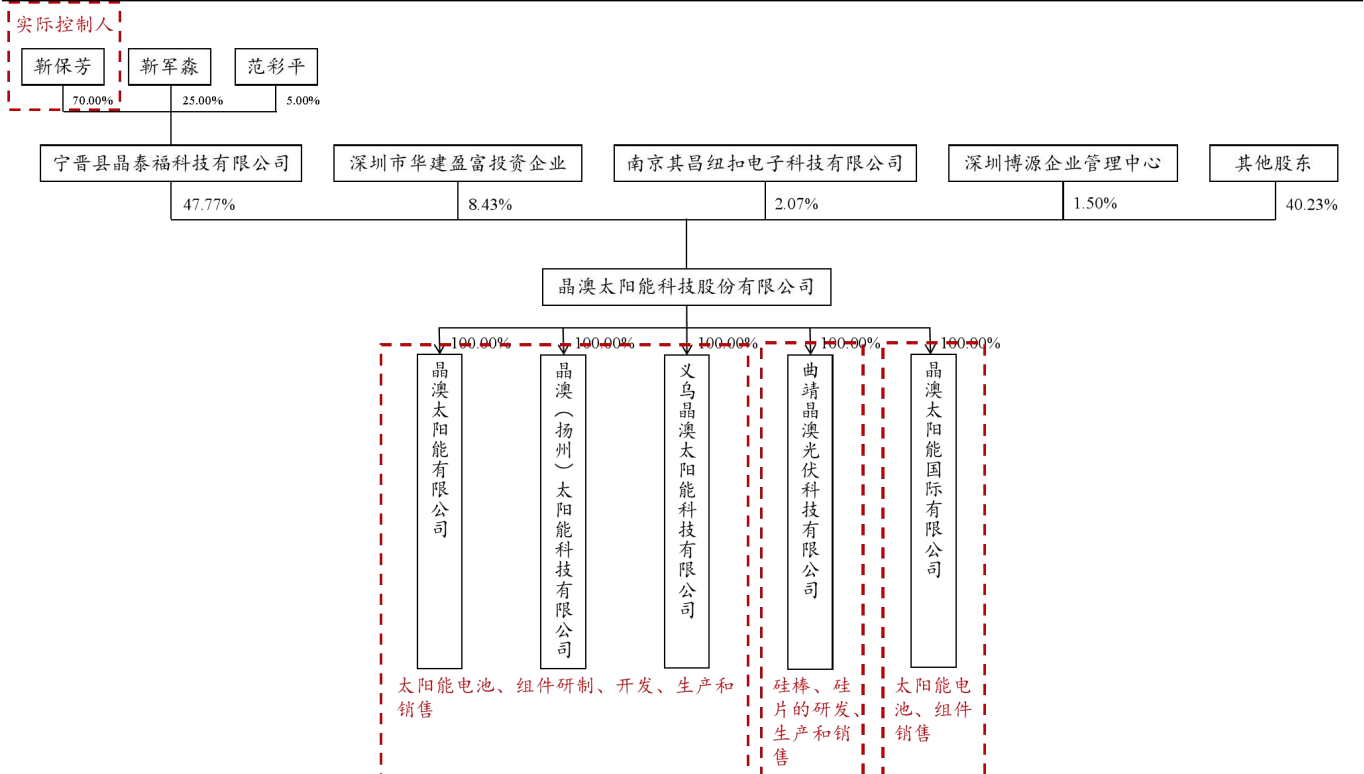 实际控制人
靳保芳
靳军淼
范彩平
70.00%
25.00%
5.00%
宁晋县晶泰福科技有限公司
深圳市华建盈富投资企业
南京其昌纽扣电子科技有限公司
深圳博源企业管理中心
其他股东
47.77%
8.43%
2.07%
1.50%
40.23%
晶澳太阳能科技股份有限公司
100.00%
100.00%
100.00%
100.00%
100.00%
晶澳太阳能有限公司
晶澳（扬州）太阳能科技有限公司
义乌晶澳太阳能科技有限公司
曲靖晶澳光伏科技有限公司
晶澳太阳能国际有限公司
太阳能电池、组件研制、开发、生产和
销售
硅棒、硅
片的研发、
生产和销
售
太阳能电
池、组件
销售